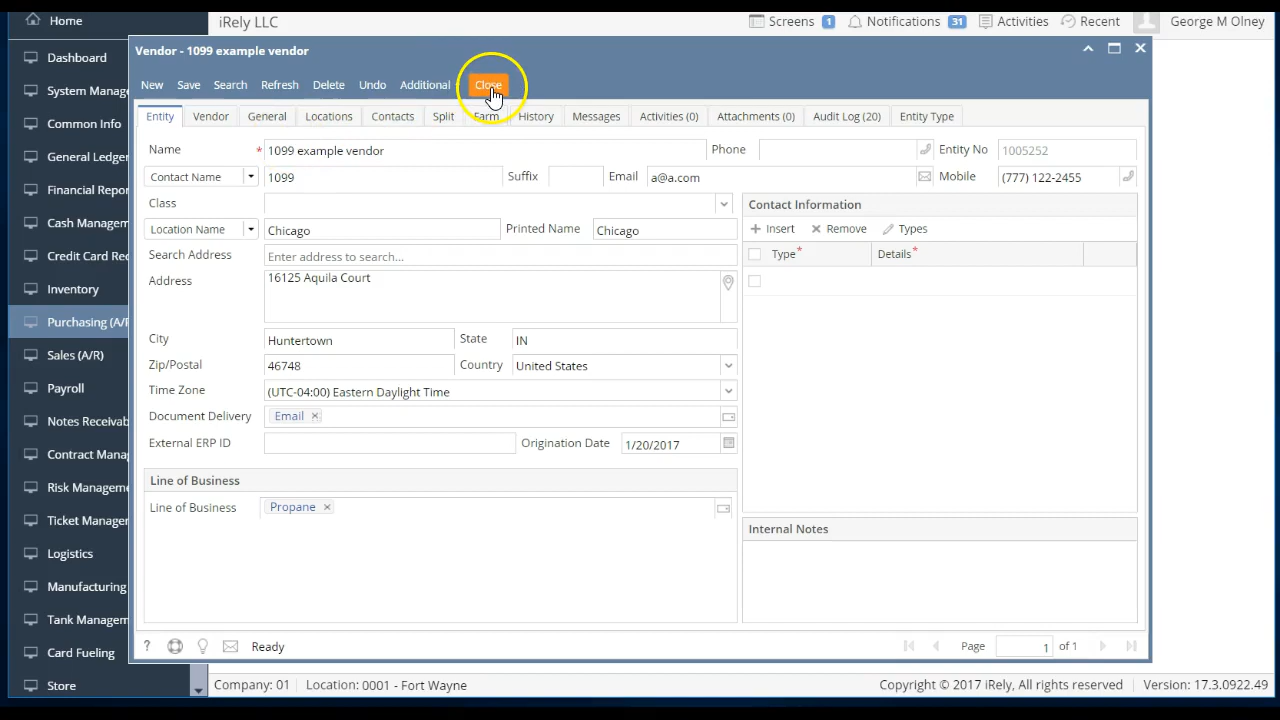 Home
iRely LLC
Screens 1
Notifications 31
Activities
Recent
George M Olney
Dashboard
System Manage
Common Info
General Ledger
Financial Repor
Cash Managem
Credit Card Rec
Inventory
Purchasing (A/P
Sales (A/R)
Payroll
Notes Receivab
Contract Mana
Risk Manageme
Ticket Manager
Logistics
Manufacturing
Tank Managem
Card Fueling
Store
Vendor - 1099 example vendor
New Save Search Refresh Delete Undo Additional Close
Entity Vendor General Locations Contacts Split Farm History Messages Activities (0) Attachments (0) Audit Log (20) Entity Type
Name * 1099 example vendor Phone Entity No 1005252
Contact Name 1099 Suffix Email a@a.com Mobile (777) 122-2455
Class
Location Name Chicago Printed Name Chicago
Search Address Enter address to search...
Address 16125 Aquila Court
City Huntertown State IN
Zip/Postal 46748 Country United States
Time Zone (UTC-04:00) Eastern Daylight Time
Document Delivery Email ×
External ERP ID Origination Date 1/20/2017
Line of Business
Line of Business Propane ×
Contact Information
+ Insert × Remove Types
Type* Details*
Internal Notes
? Ready Page 1 of 1
Company: 01 Location: 0001 - Fort Wayne Copyright © 2017 iRely, All rights reserved Version: 17.3.0922.49